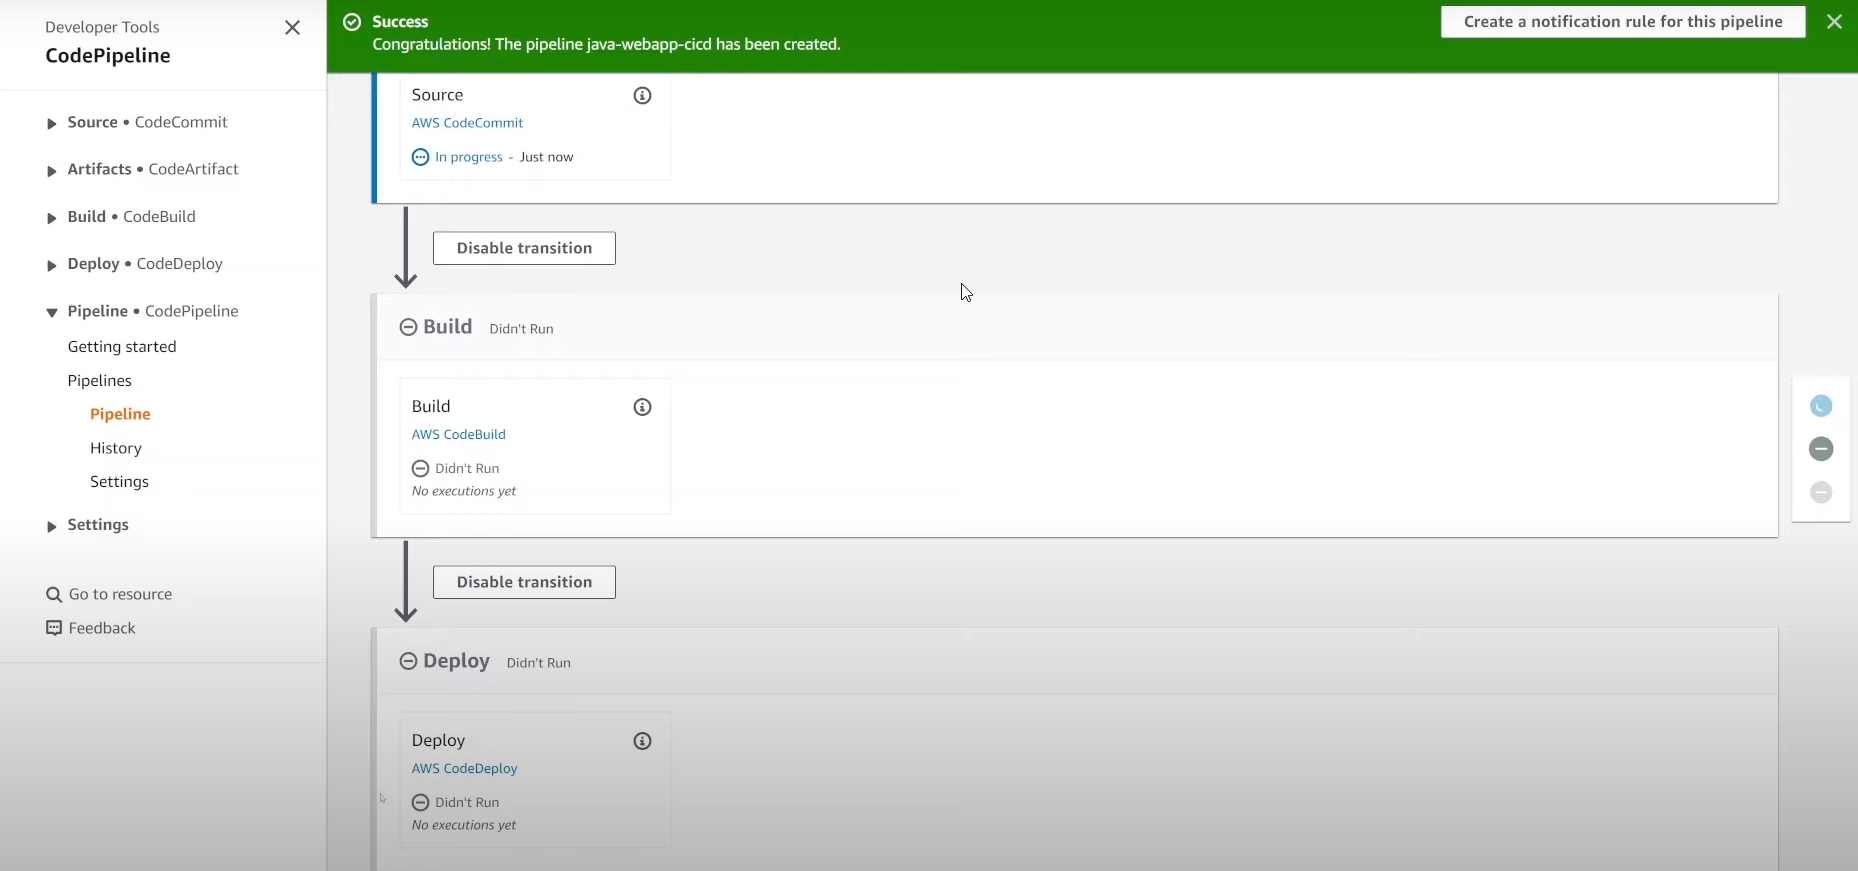 Developer Tools
CodePipeline
Source • CodeCommit
Artifacts • CodeArtifact
Build • CodeBuild
Deploy • CodeDeploy
Pipeline • CodePipeline
Getting started
Pipelines
Pipeline
History
Settings
Settings
Go to resource
Feedback
Success
Congratulations! The pipeline java-webapp-cicd has been created.
Create a notification rule for this pipeline
Source
AWS CodeCommit
In progress - Just now
Disable transition
Build Didn't Run
Build
AWS CodeBuild
Didn't Run
No executions yet
Disable transition
Deploy Didn't Run
Deploy
AWS CodeDeploy
Didn't Run
No executions yet